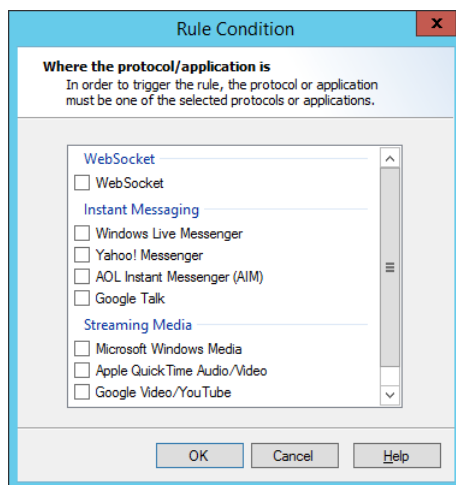 Rule Condition
x
Where the protocol/application is
In order to trigger the rule, the protocol or application
must be one of the selected protocols or applications.
WebSocket
WebSocket
Instant Messaging
Windows Live Messenger
Yahoo! Messenger
AOL Instant Messenger (AIM)
Google Talk
Streaming Media
Microsoft Windows Media
Apple QuickTime Audio/Video
Google Video/YouTube
OK Cancel Help